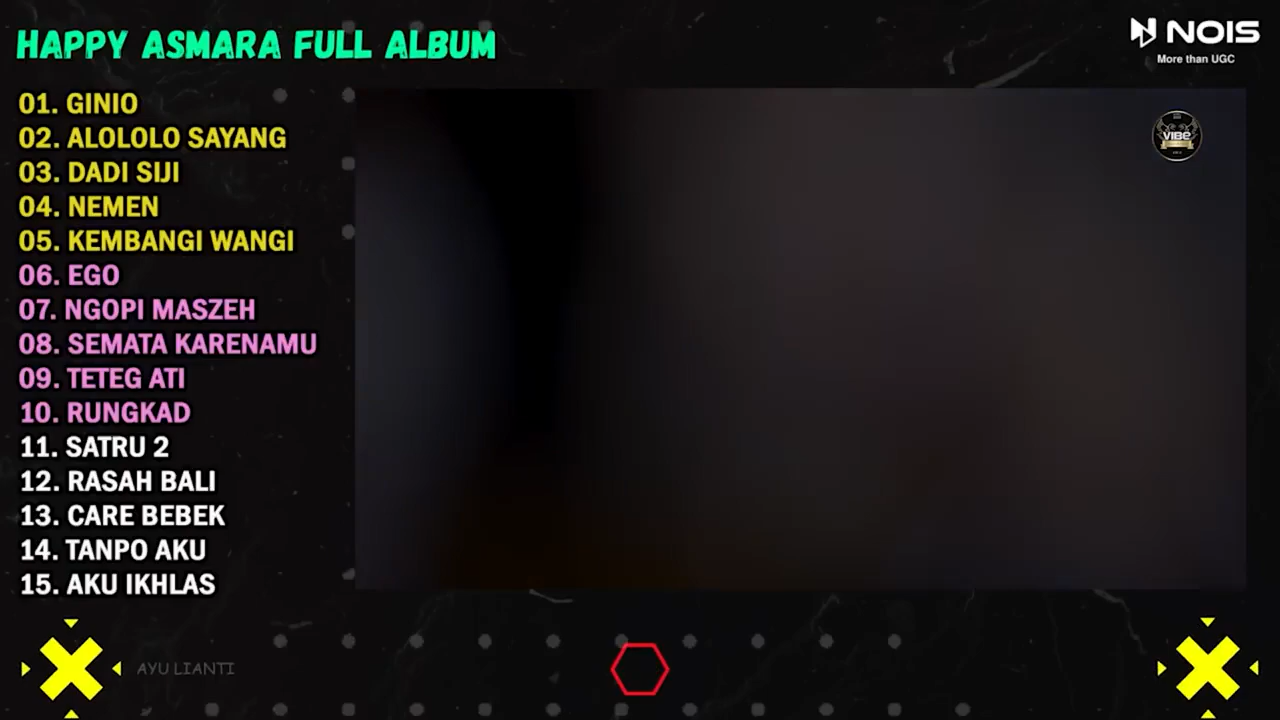 HAPPY ASMARA FULL ALBUM
NOIS
More than UGC
01. GINIO
02. ALOLOLO SAYANG
03. DADI SIJI
04. NEMEN
05. KEMBANGI WANGI
06. EGO
07. NGOPI MASZEH
08. SEMATA KARENAMU
09. TETEG ATI
10. RUNGKAD
11. SATRU 2
12. RASAH BALI
13. CARE BEBEK
14. TANPO AKU
15. AKU IKHLAS
VIBE
AYU LIANTI